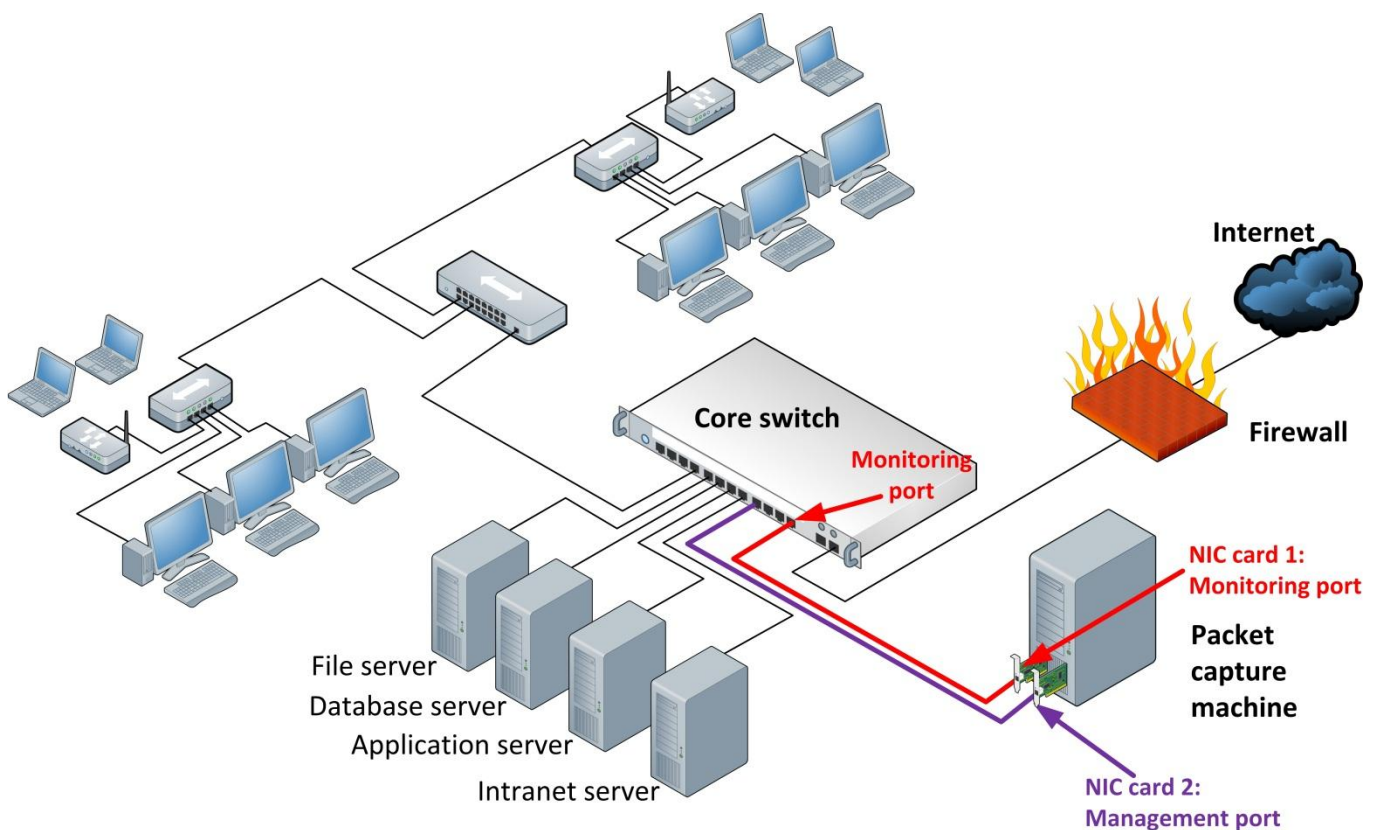 Internet
Core switch
Firewall
Monitoring
port
NIC card 1:
Monitoring port
Packet
capture
machine
File server
Database server
Application server
Intranet server
NIC card 2:
Management port